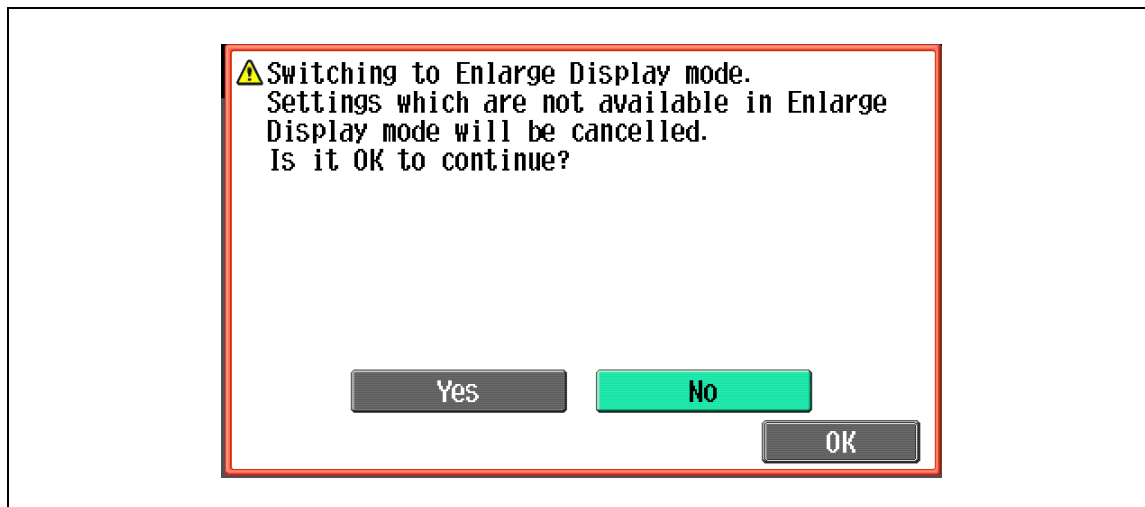 Switching to Enlarge Display mode.
Settings which are not available in Enlarge
Display mode will be cancelled.
Is it OK to continue?
Yes
No
OK